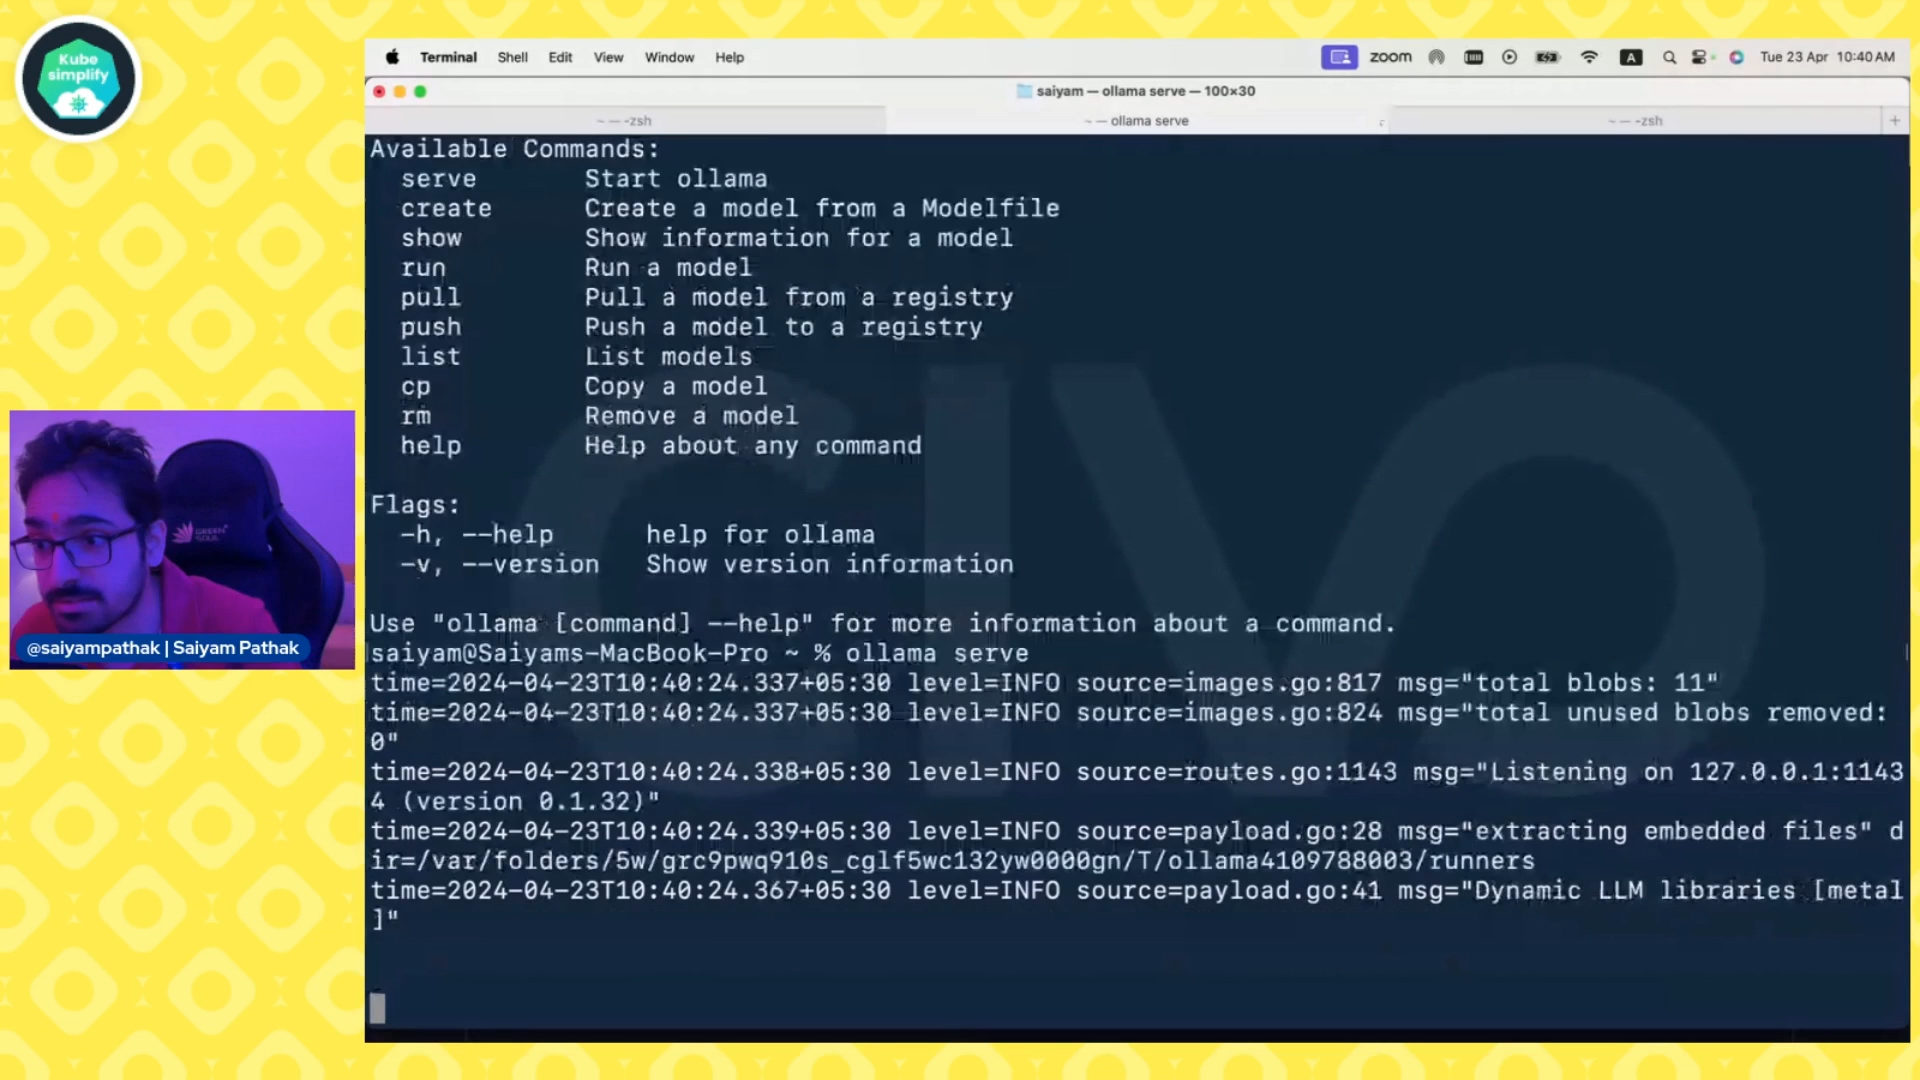 Kube
simplify
Terminal Shell Edit View Window Help
zoom
A
Tue 23 Apr 10:40 AM
saiyam — ollama serve — 100×30
~ — -zsh
~ — ollama serve
~ — -zsh
+
Available Commands:
serve Start ollama
create Create a model from a Modelfile
show Show information for a model
run Run a model
pull Pull a model from a registry
push Push a model to a registry
list List models
cp Copy a model
rm Remove a model
help Help about any command
Flags:
-h, --help help for ollama
-v, --version Show version information
Use "ollama [command] --help" for more information about a command.
saiyam@Saiyams-MacBook-Pro ~ % ollama serve
time=2024-04-23T10:40:24.337+05:30 level=INFO source=images.go:817 msg="total blobs: 11"
time=2024-04-23T10:40:24.337+05:30 level=INFO source=images.go:824 msg="total unused blobs removed:
0"
time=2024-04-23T10:40:24.338+05:30 level=INFO source=routes.go:1143 msg="Listening on 127.0.0.1:1143
4 (version 0.1.32)"
time=2024-04-23T10:40:24.339+05:30 level=INFO source=payload.go:28 msg="extracting embedded files" d
ir=/var/folders/5w/grc9pwq910s_cglf5wc132yw0000gn/T/ollama4109788003/runners
time=2024-04-23T10:40:24.367+05:30 level=INFO source=payload.go:41 msg="Dynamic LLM libraries [metal
]"
CIVO
GREEN
SOUL
@saiyampathak | Saiyam Pathak